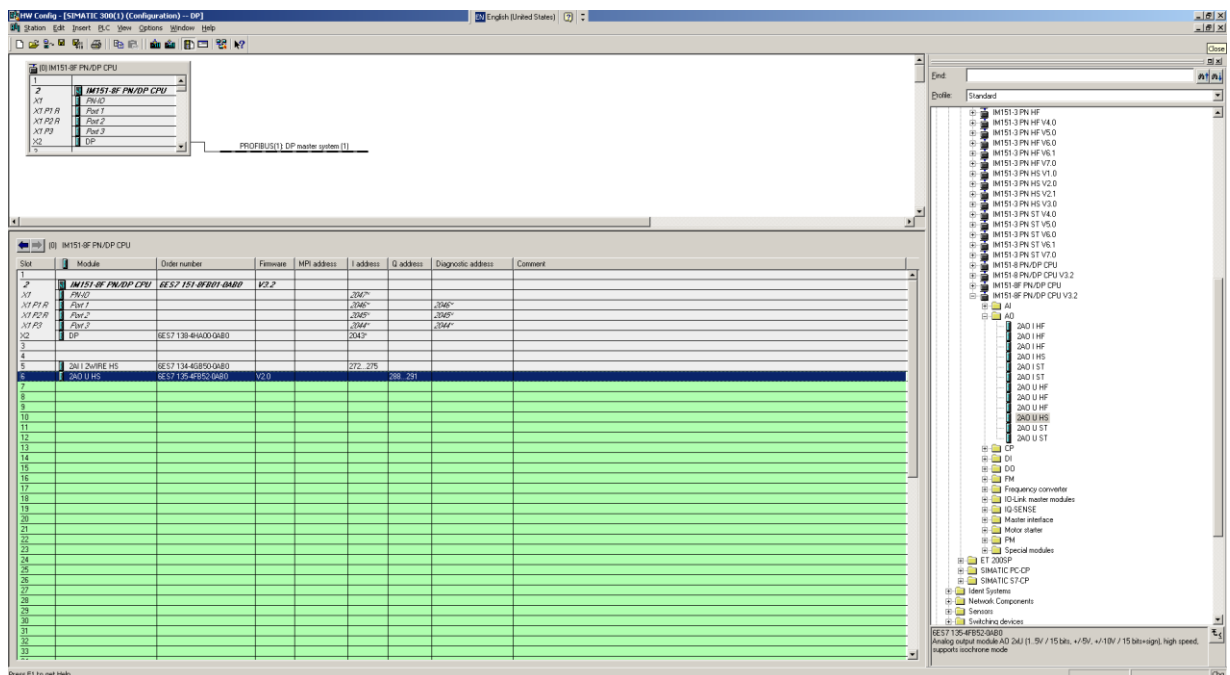 HW Config - [SIMATIC 300(1) (Configuration) -- DP]
EN English (United States)
Station Edit Insert PLC View Options Window Help
Close
(0) IM151-8F PN/DP CPU
1
2 IM151-8F PN/DP CPU
X1 PN-IO
X1 P1 R Port 1
X1 P2 R Port 2
X1 P3 Port 3
X2 DP
3
PROFIBUS(1): DP master system (1)
(0) IM151-8F PN/DP CPU
Slot Module Order number Firmware MPI address I address Q address Diagnostic address Comment
1
2 IM151-8F PN/DP CPU 6ES7 151-8FB01-0AB0 V3.2
X1 PN-IO 2047*
X1 P1 R Port 1 2046* 2046*
X1 P2 R Port 2 2045* 2045*
X1 P3 Port 3 2044* 2044*
X2 DP 6ES7 138-4HA00-0AB0 2043*
3
4
5 2AI I 2WIRE HS 6ES7 134-4GB50-0AB0 272...275
6 2AO U HS 6ES7 135-4FB52-0AB0 V2.0 288...291
7
8
9
10
11
12
13
14
15
16
17
18
19
20
21
22
23
24
25
26
27
28
29
30
31
32
33
Find:
Profile: Standard
IM151-3 PN HF
IM151-3 PN HF V4.0
IM151-3 PN HF V5.0
IM151-3 PN HF V6.0
IM151-3 PN HF V6.1
IM151-3 PN HF V7.0
IM151-3 PN HS V1.0
IM151-3 PN HS V2.0
IM151-3 PN HS V2.1
IM151-3 PN HS V3.0
IM151-3 PN ST V4.0
IM151-3 PN ST V5.0
IM151-3 PN ST V6.0
IM151-3 PN ST V6.1
IM151-3 PN ST V7.0
IM151-8 PN/DP CPU
IM151-8 PN/DP CPU V3.2
IM151-8F PN/DP CPU
IM151-8F PN/DP CPU V3.2
AI
AO
2AO I HF
2AO I HF
2AO I HF
2AO I HS
2AO I ST
2AO I ST
2AO U HF
2AO U HF
2AO U HF
2AO U HS
2AO U ST
2AO U ST
CP
DI
DO
FM
Frequency converter
IO-Link master modules
IQ-SENSE
Master interface
Motor starter
PM
Special modules
ET 200SP
SIMATIC PC-CP
SIMATIC S7-CP
Ident Systems
Network Components
Sensors
Switching devices
6ES7 135-4FB52-0AB0
Analog output module AO 2xU (1..5V / 15 bits, +/-5V, +/-10V / 15 bits+sign), high speed,
supports isochrone mode
Press F1 to get Help.
Chg